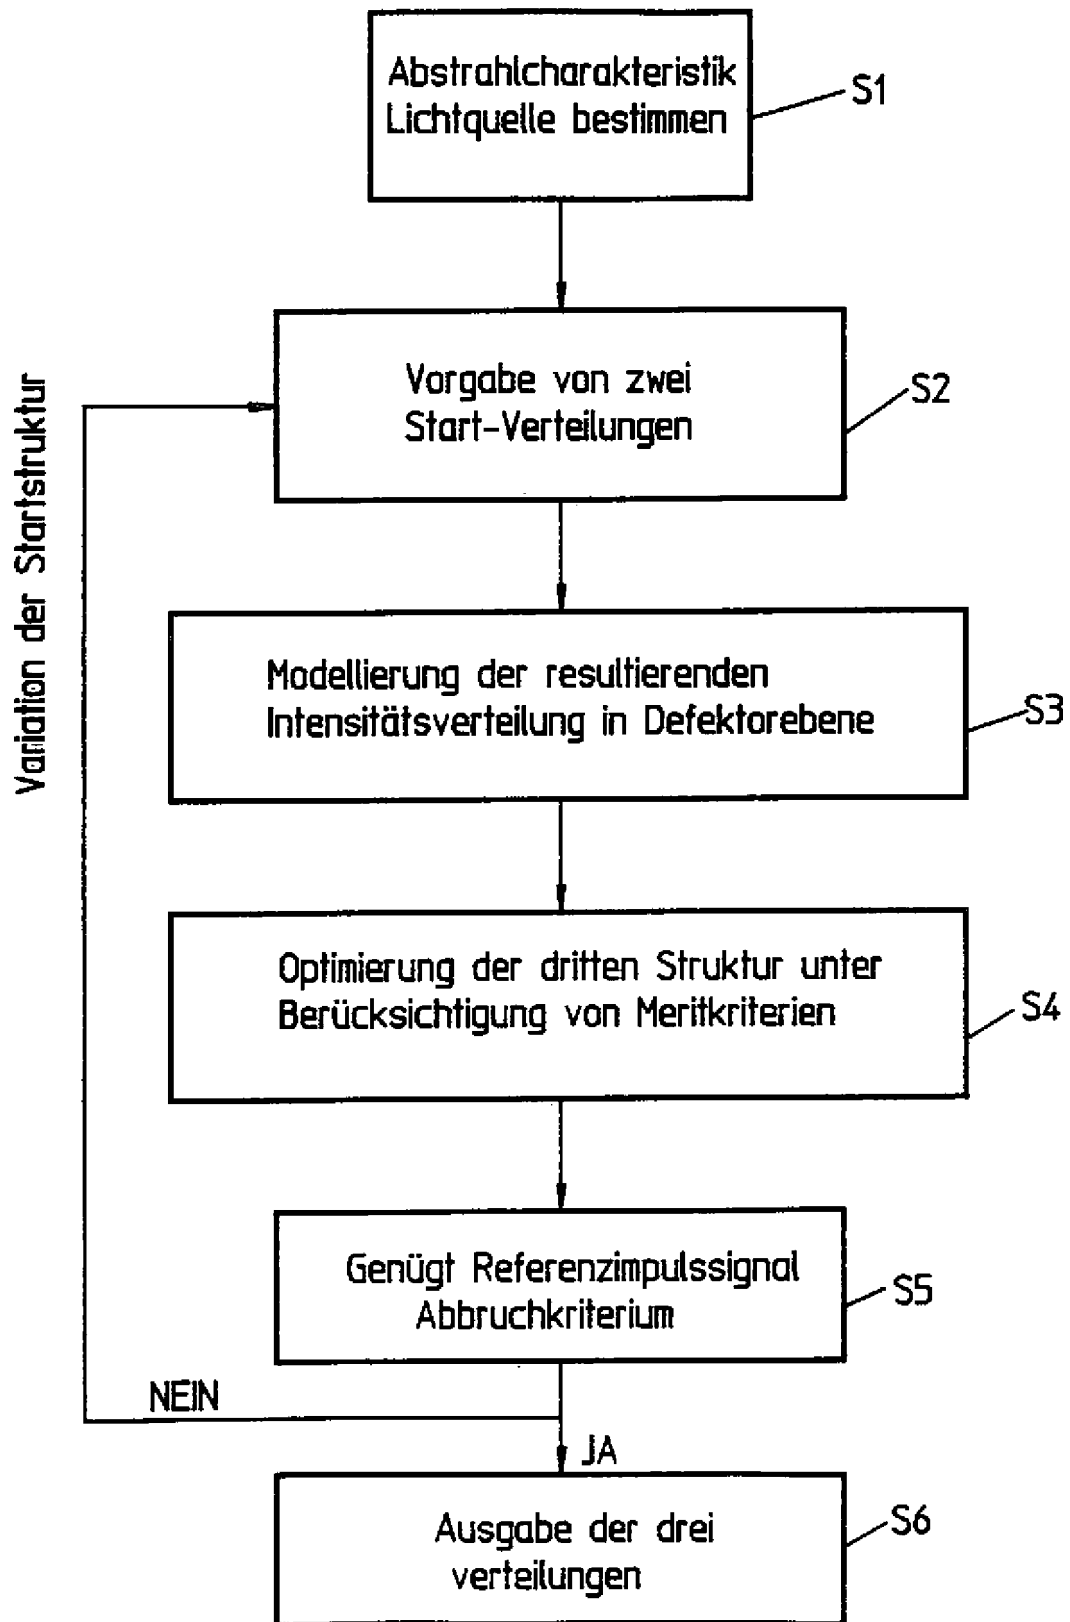 Abstrahlcharakteristik
Lichtquelle bestimmen
S1
Vorgabe von zwei
Start-Verteilungen
S2
Variation der Startstruktur
Modellierung der resultierenden
Intensitätsverteilung in Defektorebene
S3
Optimierung der dritten Struktur unter
Berücksichtigung von Meritkriterien
S4
Genügt Referenzimpulssignal
Abbruchkriterium
S5
NEIN
JA
Ausgabe der drei
verteilungen
S6